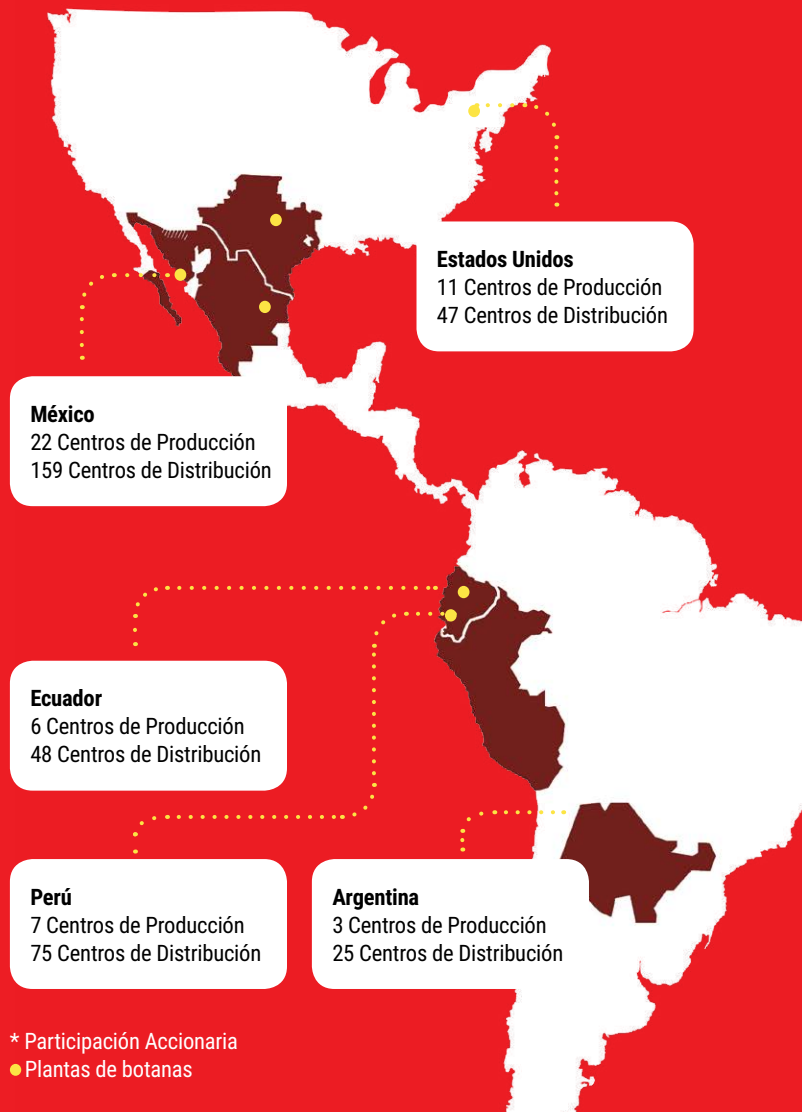 Estados Unidos
11 Centros de Producción
47 Centros de Distribución
México
22 Centros de Producción
159 Centros de Distribución
Ecuador
6 Centros de Producción
48 Centros de Distribución
Perú
7 Centros de Producción
75 Centros de Distribución
Argentina
3 Centros de Producción
25 Centros de Distribución
* Participación Accionaria
Plantas de botanas